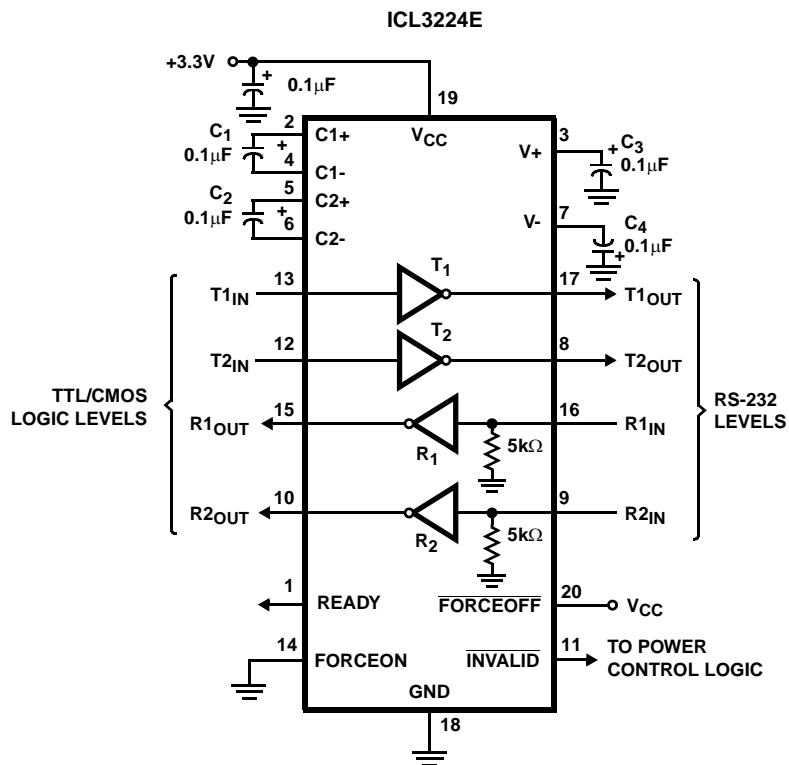 ICL3224E
+3.3V
+
0.1μF
19
2
C1
0.1μF
+
4
C1+
C1-
VCC
V+
3
+
C3
0.1μF
5
C2
0.1μF
+
6
C2+
C2-
V-
7
C4
0.1μF
+
T1IN
13
T1
17
T1OUT
T2IN
12
T2
8
T2OUT
TTL/CMOS
LOGIC LEVELS
R1OUT
15
R1
5kΩ
16
R1IN
RS-232
LEVELS
R2OUT
10
R2
5kΩ
9
R2IN
1
READY
FORCEOFF
20
VCC
14
FORCEON
INVALID
11
TO POWER
CONTROL LOGIC
GND
18